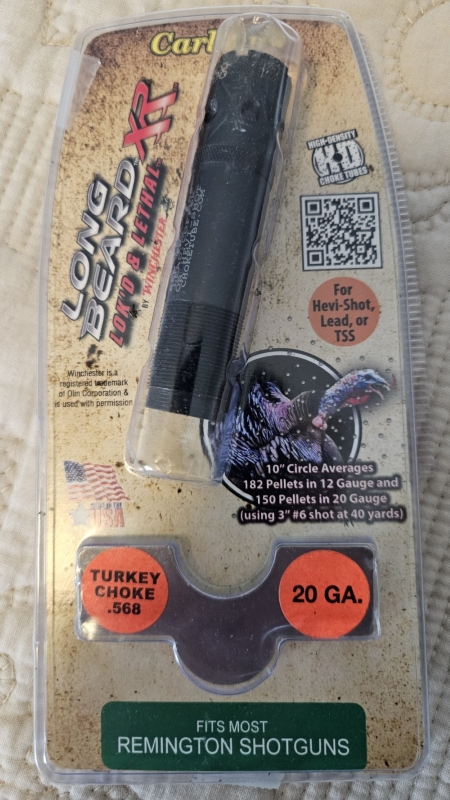 Carl
LONG
BEARD XR
LOK'D & LETHAL
BY WINCHESTER
HIGH-DENSITY
CHOKE TUBES
CHOKETUBE.COM
For
Hevi-Shot,
Lead, or
TSS
Winchester is a
registered trademark
of Olin Corporation &
is used with permission
10" Circle Averages
182 Pellets in 12 Gauge and
150 Pellets in 20 Gauge
(using 3" #6 shot at 40 yards)
TURKEY
CHOKE
.568
20 GA.
FITS MOST
REMINGTON SHOTGUNS